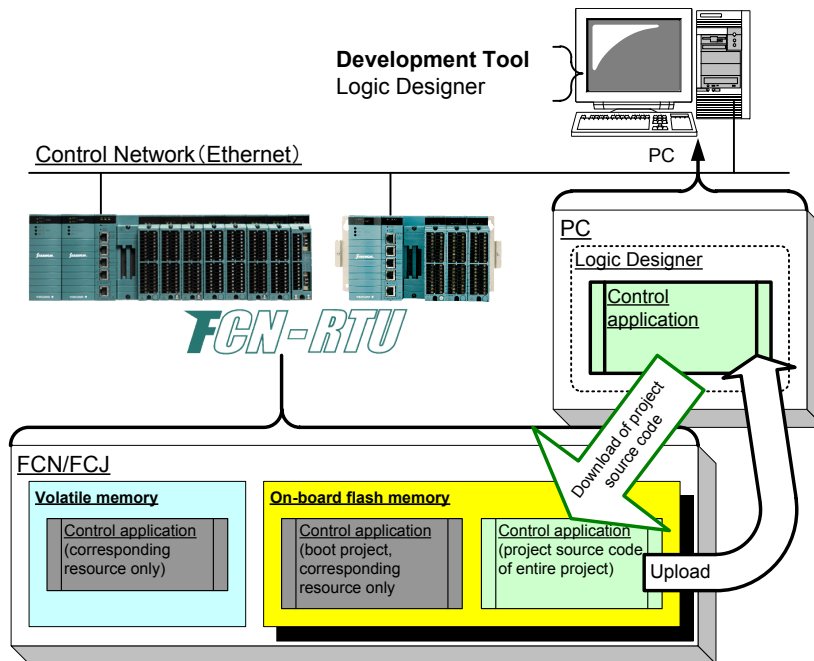 Development Tool
Logic Designer
Control Network(Ethernet)
PC
FCN-RTU
PC
Logic Designer
Control
application
Download of project
source code
FCN/FCJ
Volatile memory
Control application
(corresponding
resource only)
On-board flash memory
Control application
(boot project,
corresponding
resource only
Control application
(project source code
of entire project)
Upload